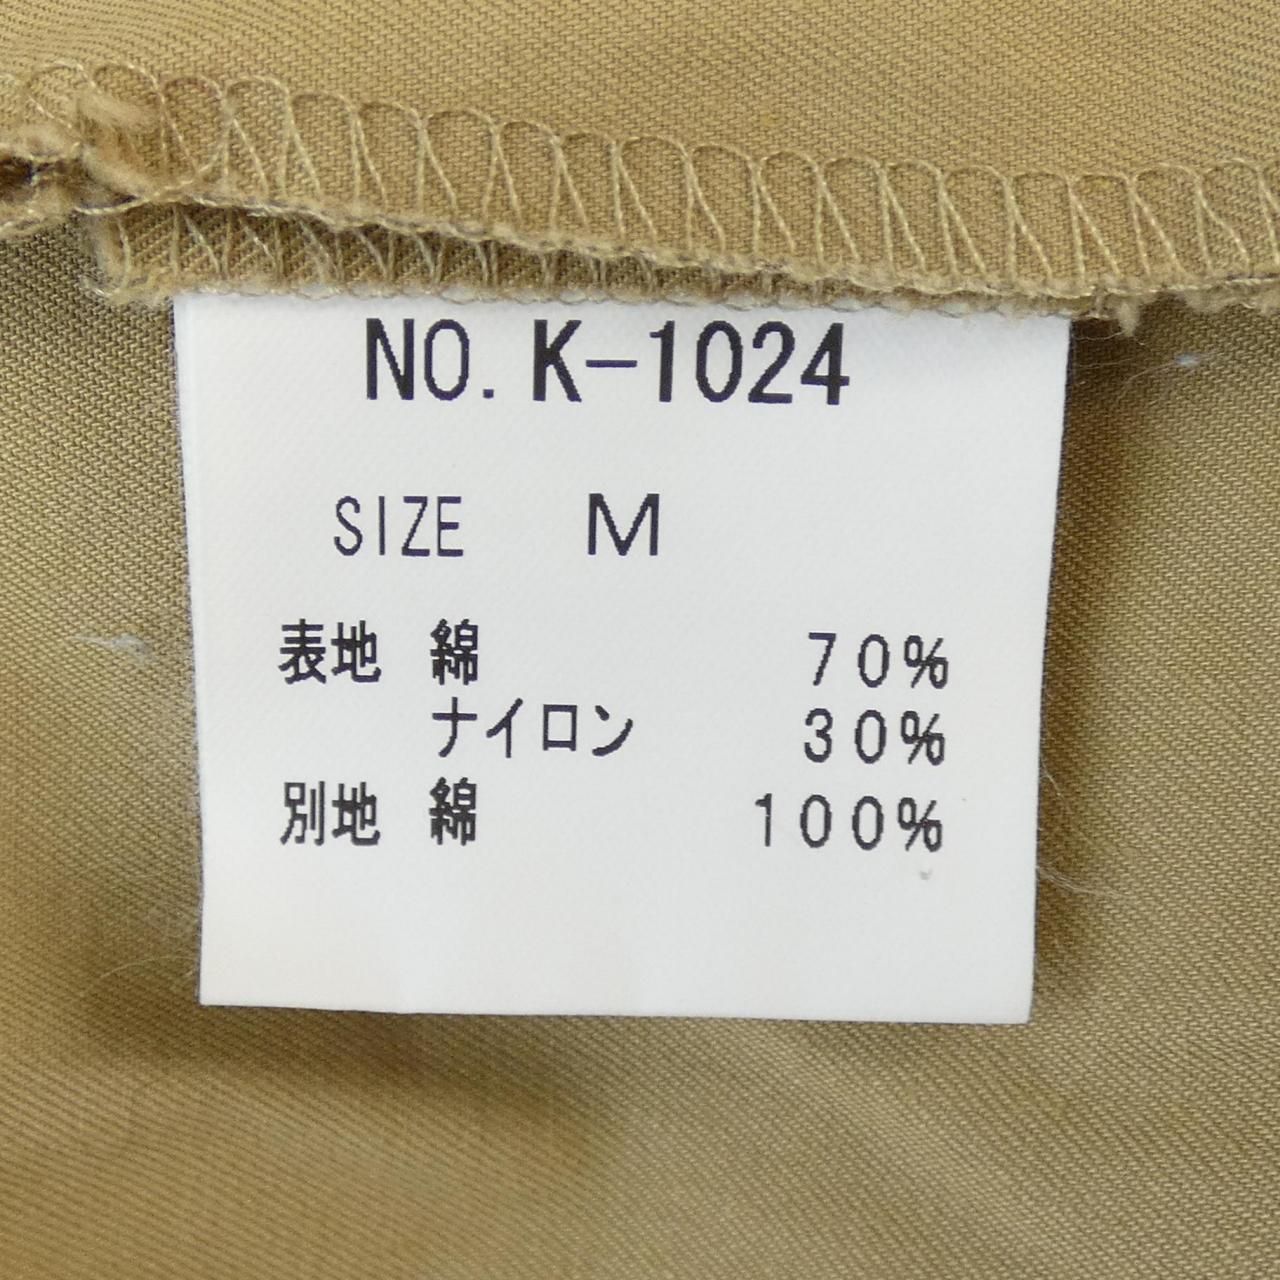 NO. K-1024
SIZE M
表地 綿 70%
ナイロン 30%
別地 綿 100%